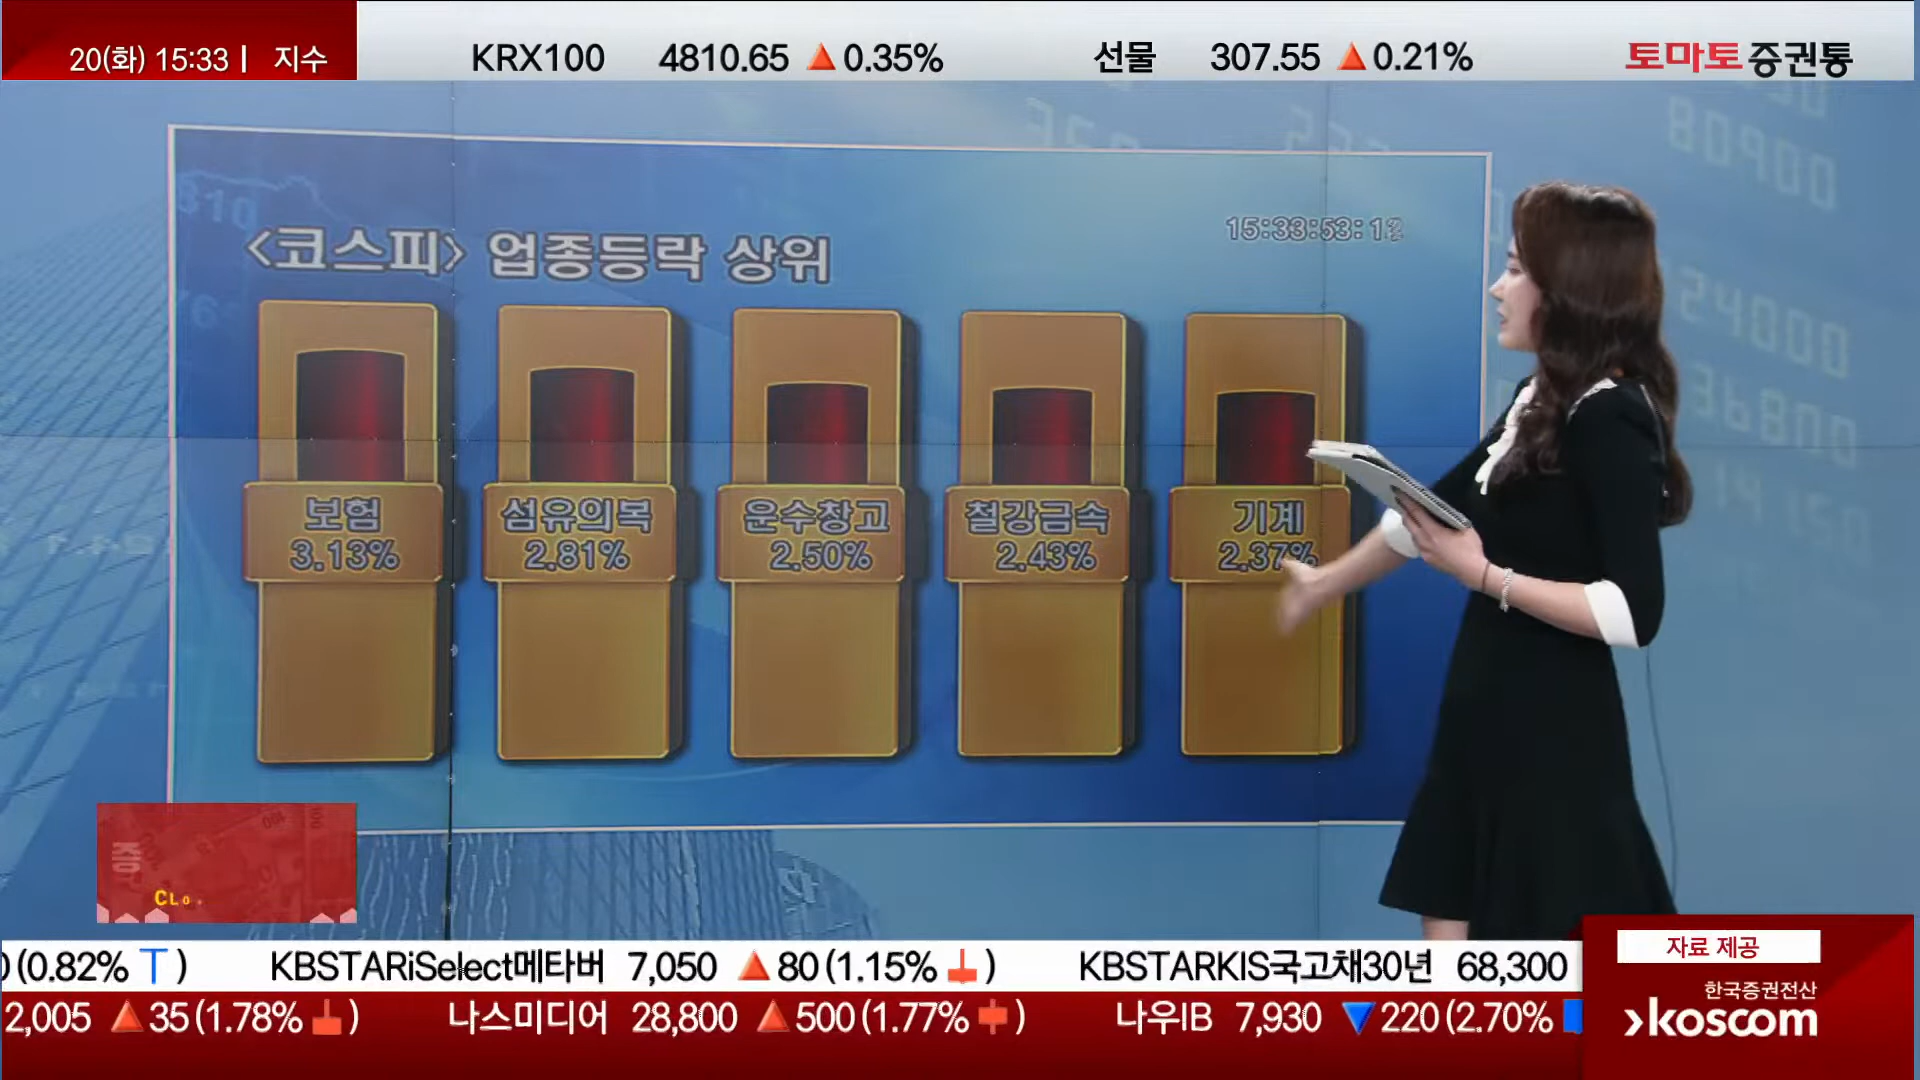 20(화) 15:33 | 지수 KRX100 4810.65 ▲ 0.35% 선물 307.55 ▲ 0.21% 토마토증권통
<코스피> 업종등락 상위
보험 섬유의복 운수창고 철강금속 기계
3.13% 2.81% 2.50% 2.43% 2.37%
증
CLo
(0.82% ) KBSTARiSelect메타버 7,050 ▲ 80 (1.15% ) KBSTARKIS국고채30년 68,300
2,005 ▲ 35 (1.78% ) 나스미디어 28,800 ▲ 500 (1.77% ) 나우IB 7,930 ▼ 220 (2.70%
자료 제공
한국증권전산
koscom